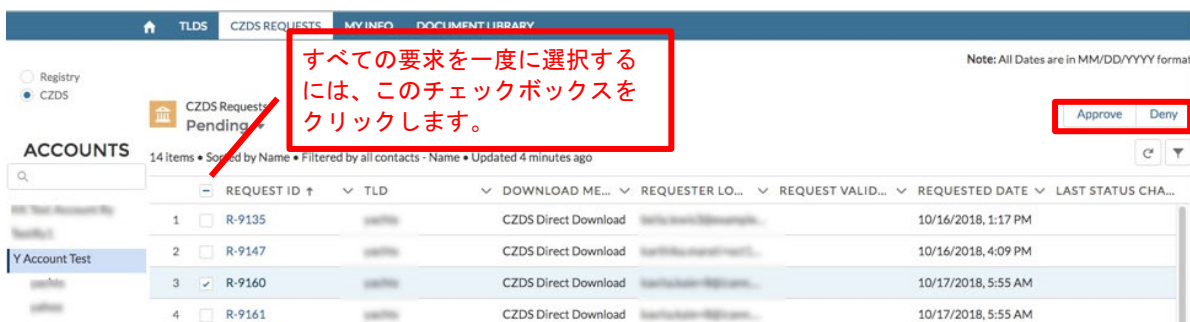 TLDS CZDS REQUESTS MY INFO DOCUMENT LIBRARY
すべての要求を一度に選択する
には、このチェックボックスを
クリックします。
Note: All Dates are in MM/DD/YYYY format
Registry
CZDS
CZDS Requests
Pending
Approve Deny
ACCOUNTS
14 items • Sorted by Name • Filtered by all contacts - Name • Updated 4 minutes ago
REQUEST ID ↑ TLD DOWNLOAD ME... REQUESTER LO... REQUEST VALID... REQUESTED DATE LAST STATUS CHA...
1 R-9135 CZDS Direct Download 10/16/2018, 1:17 PM
2 R-9147 CZDS Direct Download 10/16/2018, 4:09 PM
Y Account Test
3 R-9160 CZDS Direct Download 10/17/2018, 5:55 AM
4 R-9161 CZDS Direct Download 10/17/2018, 5:55 AM